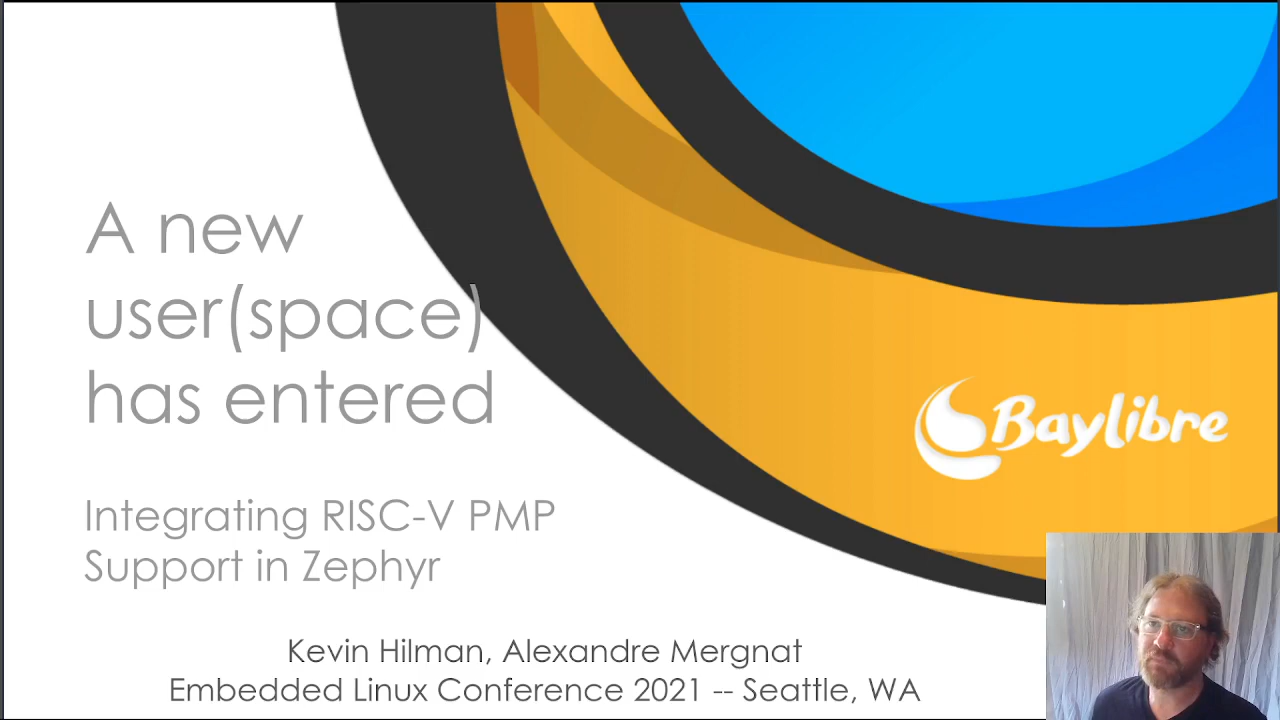 A new
user(space)
has entered
Baylibre
Integrating RISC-V PMP
Support in Zephyr
Kevin Hilman, Alexandre Mergnat
Embedded Linux Conference 2021 -- Seattle, WA